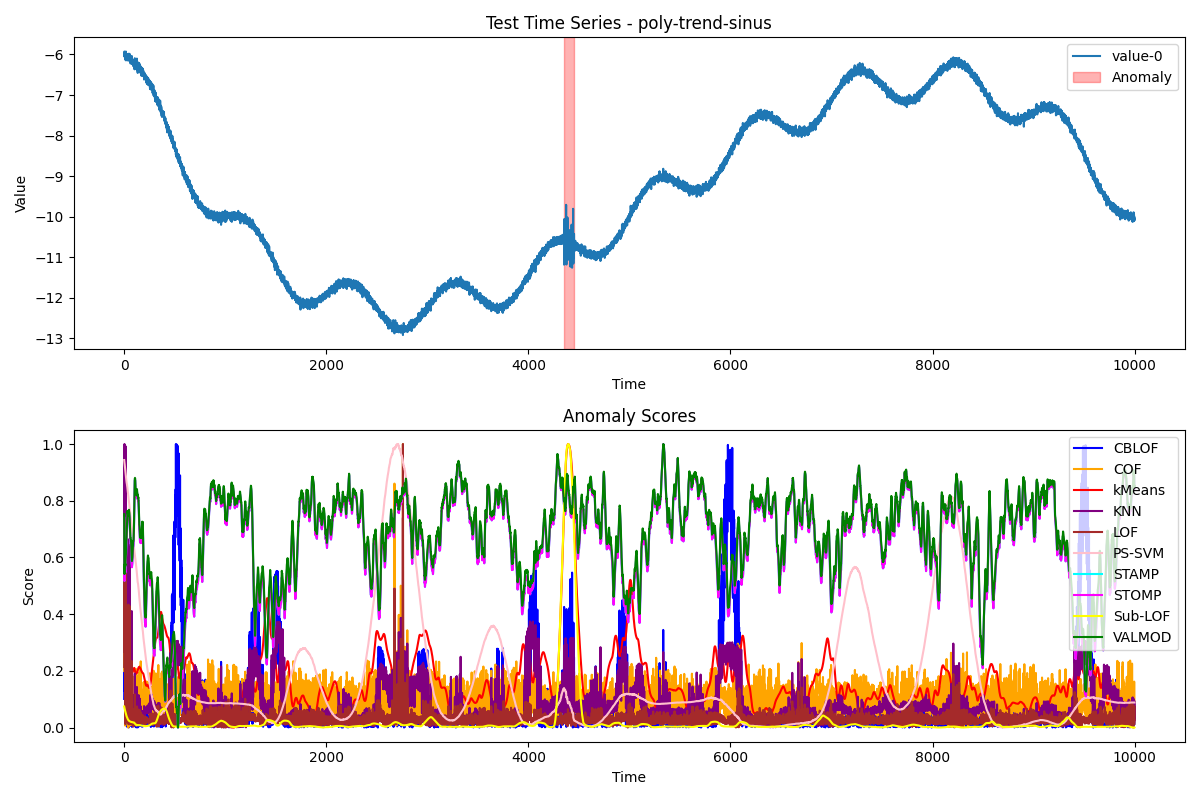 Test Time Series - poly-trend-sinus
Value
−6
−7
−8
−9
−10
−11
−12
−13
value-0
Anomaly
0 2000 4000 6000 8000 10000
Time
Anomaly Scores
Score
1.0
0.8
0.6
0.4
0.2
0.0
CBLOF
COF
kMeans
KNN
LOF
PS-SVM
STAMP
STOMP
Sub-LOF
VALMOD
0 2000 4000 6000 8000 10000
Time